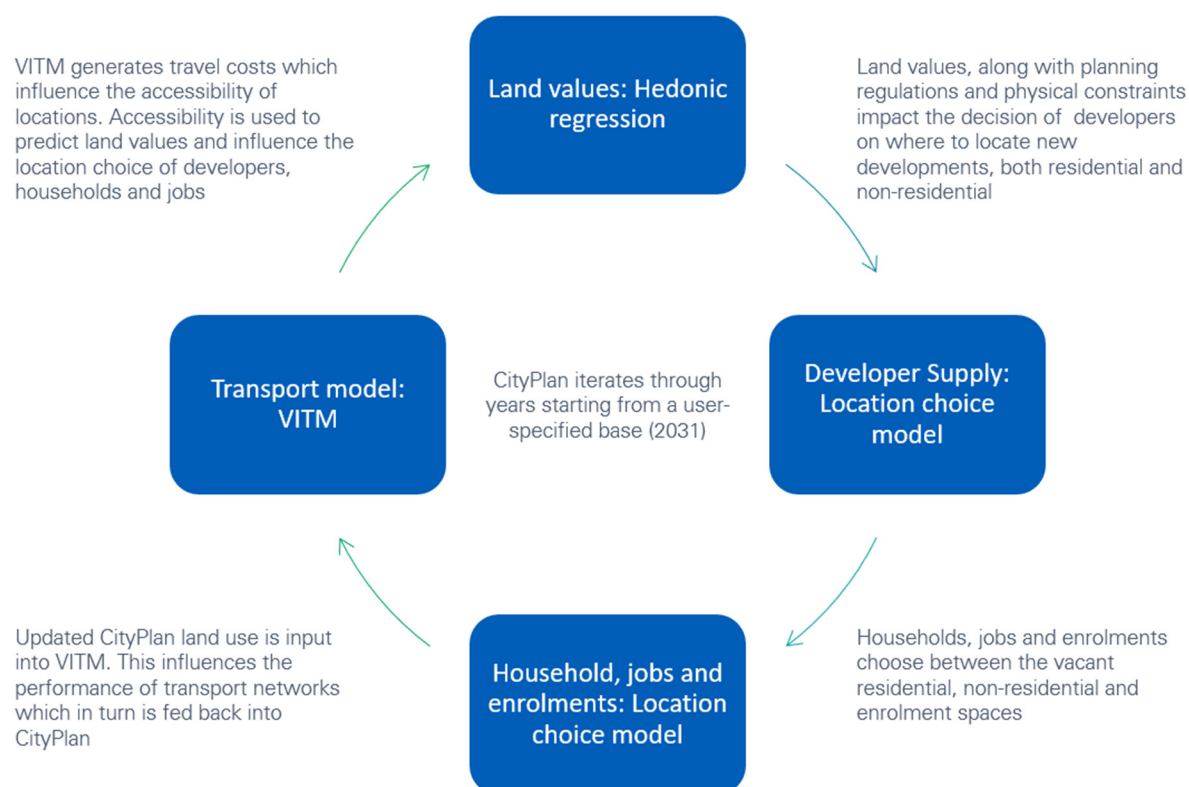 VITM generates travel costs which
influence the accessibility of
locations. Accessibility is used to
predict land values and influence the
location choice of developers,
households and jobs
Land values: Hedonic
regression
Land values, along with planning
regulations and physical constraints
impact the decision of developers
on where to locate new
developments, both residential and
non-residential
Transport model:
VITM
CityPlan iterates through
years starting from a user-
specified base (2031)
Developer Supply:
Location choice
model
Updated CityPlan land use is input
into VITM. This influences the
performance of transport networks
which in turn is fed back into
CityPlan
Household, jobs and
enrolments: Location
choice model
Households, jobs and enrolments
choose between the vacant
residential, non-residential and
enrolment spaces